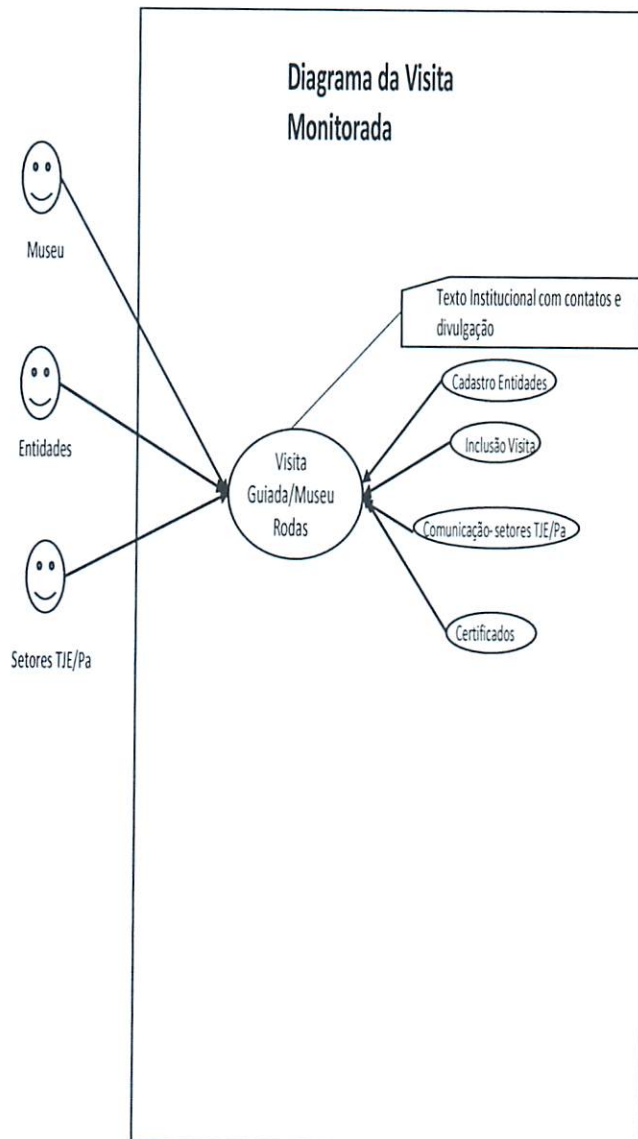 Diagrama da Visita
Monitorada
Museu
Texto Institucional com contatos e
divulgação
Cadastro Entidades
Entidades
Inclusão Visita
Visita
Guiada/Museu
Rodas
Comunicação- setores TJE/Pa
Certificados
Setores TJE/Pa